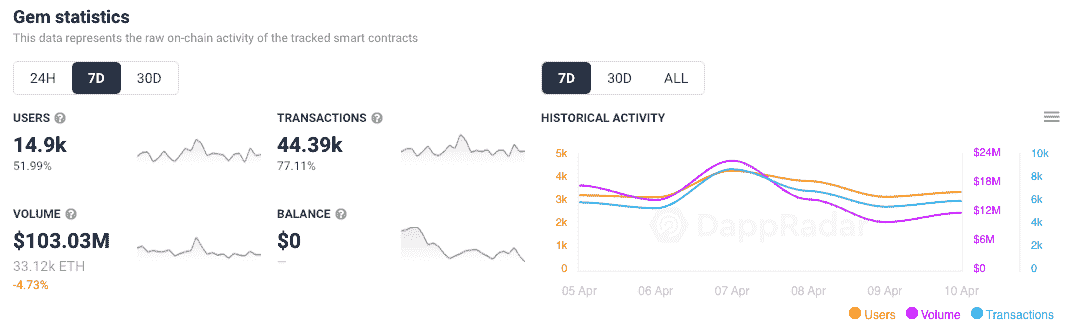 Gem statistics
This data represents the raw on-chain activity of the tracked smart contracts
24H 7D 30D
7D 30D ALL
USERS ?
14.9k
51.99%
TRANSACTIONS ?
44.39k
77.11%
VOLUME ?
$103.03M
33.12k ETH
-4.73%
BALANCE ?
$0
—
HISTORICAL ACTIVITY
5k $24M 10k
4k $18M 8k
3k $12M 6k
2k 4k
1k $6M 2k
0 $0 0
DappRadar
05 Apr 06 Apr 07 Apr 08 Apr 09 Apr 10 Apr
Users Volume Transactions